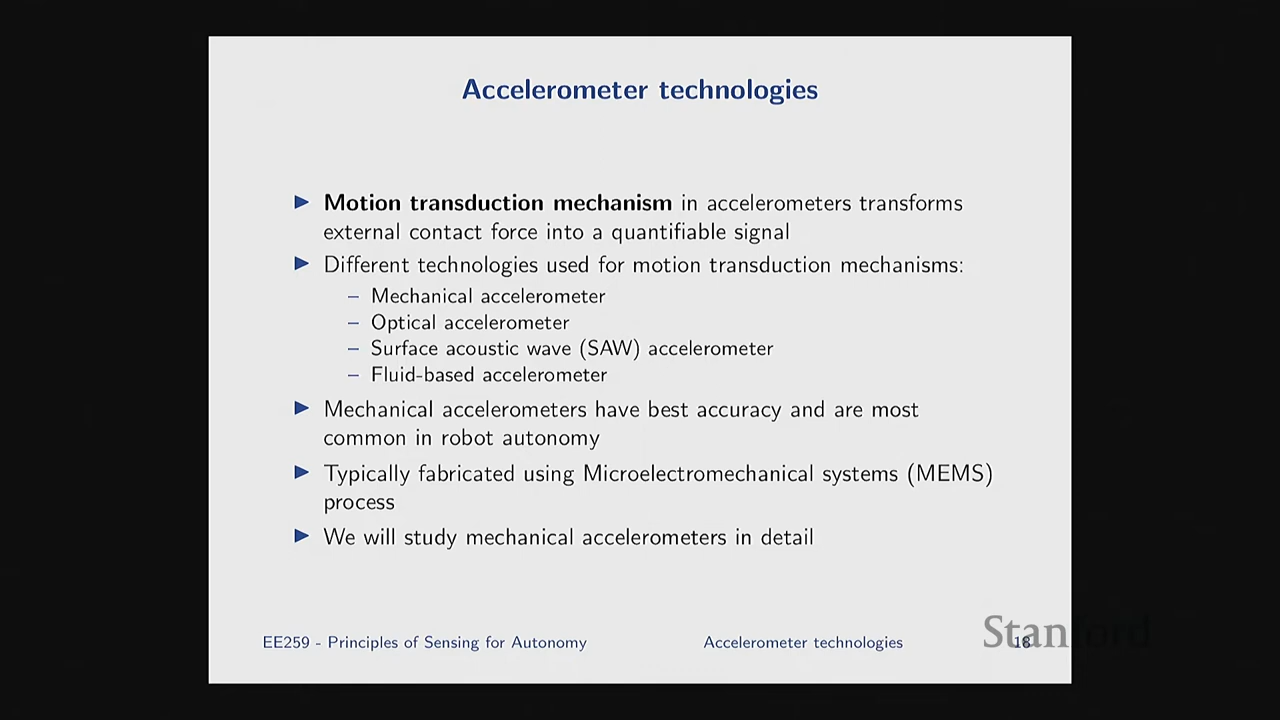 Accelerometer technologies
▶ Motion transduction mechanism in accelerometers transforms
external contact force into a quantifiable signal
▶ Different technologies used for motion transduction mechanisms:
– Mechanical accelerometer
– Optical accelerometer
– Surface acoustic wave (SAW) accelerometer
– Fluid-based accelerometer
▶ Mechanical accelerometers have best accuracy and are most
common in robot autonomy
▶ Typically fabricated using Microelectromechanical systems (MEMS)
process
▶ We will study mechanical accelerometers in detail
EE259 - Principles of Sensing for Autonomy Accelerometer technologies 18
Stanford